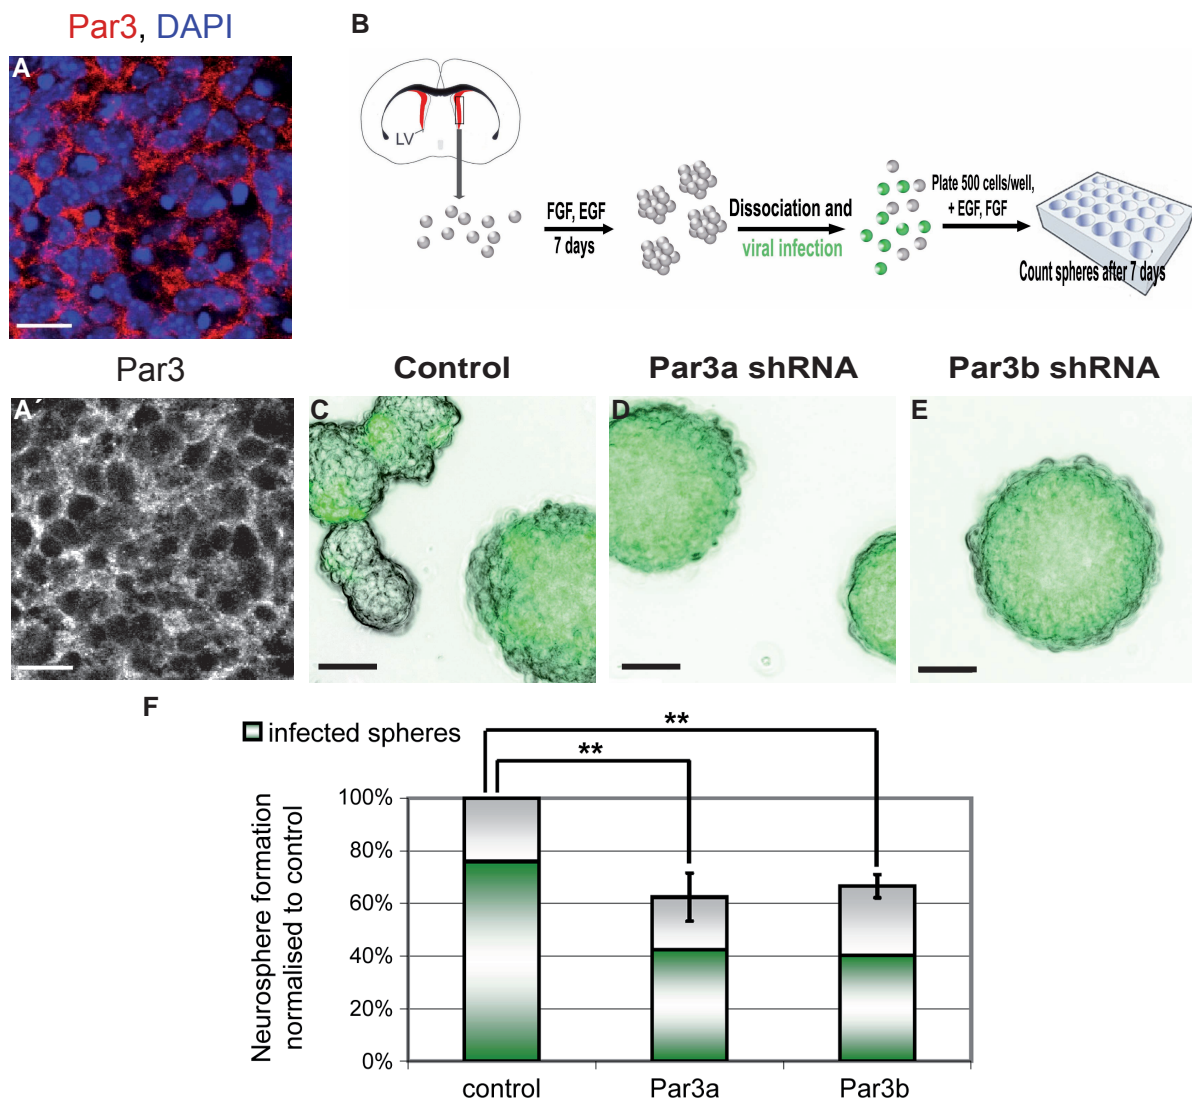 Par3, DAPI
A
B
LV
FGF, EGF
7 days
Dissociation and
viral infection
Plate 500 cells/well,
+ EGF, FGF
Count spheres after 7 days
Par3
A´
Control
C
Par3a shRNA
D
Par3b shRNA
E
F
infected spheres
**
**
Neurosphere formation
normalised to control
100%
80%
60%
40%
20%
0%
control
Par3a
Par3b